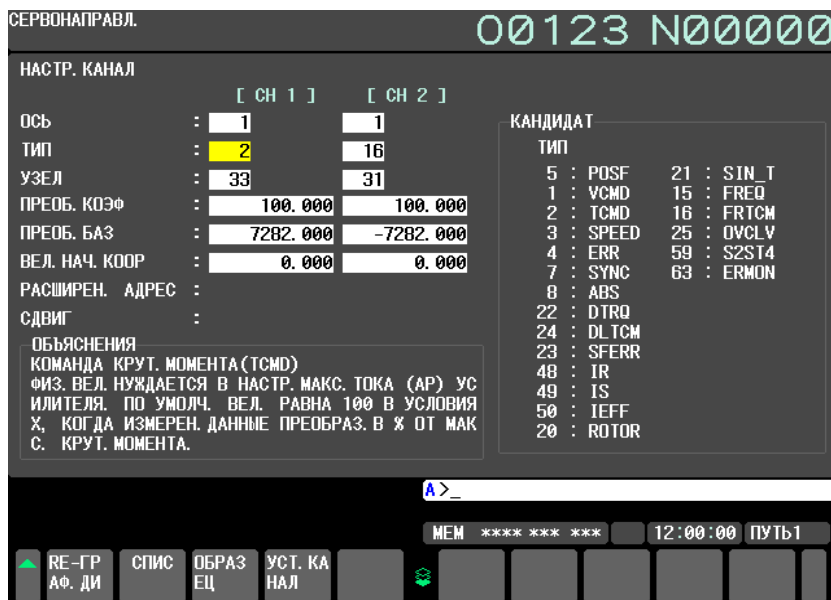 СЕРВОНАПРАВЛ.
O0123 N00000
НАСТР. КАНАЛ
[ CH 1 ] [ CH 2 ]
ОСЬ : 1 1
ТИП : 2 16
УЗЕЛ : 33 31
ПРЕОБ. КОЭФ : 100.000 100.000
ПРЕОБ. БАЗ : 7282.000 -7282.000
ВЕЛ. НАЧ. КООР : 0.000 0.000
РАСШИРЕН. АДРЕС :
СДВИГ :
ОБЬЯСНЕНИЯ
КОМАНДА КРУТ. МОМЕНТА(TCMD)
ФИЗ. ВЕЛ. НУЖДАЕТСЯ В НАСТР. МАКС. ТОКА (AP) УС
ИЛИТЕЛЯ. ПО УМОЛЧ. ВЕЛ. РАВНА 100 В УСЛОВИЯ
Х, КОГДА ИЗМЕРЕН. ДАННЫЕ ПРЕОБРАЗ. В % ОТ МАК
С. КРУТ. МОМЕНТА.
КАНДИДАТ
ТИП
5 : POSF 21 : SIN_T
1 : VCMD 15 : FREQ
2 : TCMD 16 : FRTCM
3 : SPEED 25 : OVCLV
4 : ERR 59 : S2ST4
7 : SYNC 63 : ERMON
8 : ABS
22 : DTRQ
24 : DLTCM
23 : SFERR
48 : IR
49 : IS
50 : IEFF
20 : ROTOR
A>_
MEM **** *** *** 12:00:00 ПУТЬ1
RE-ГР СПИС ОБРАЗ УСТ. КА
АФ. ДИ ЕЦ НАЛ